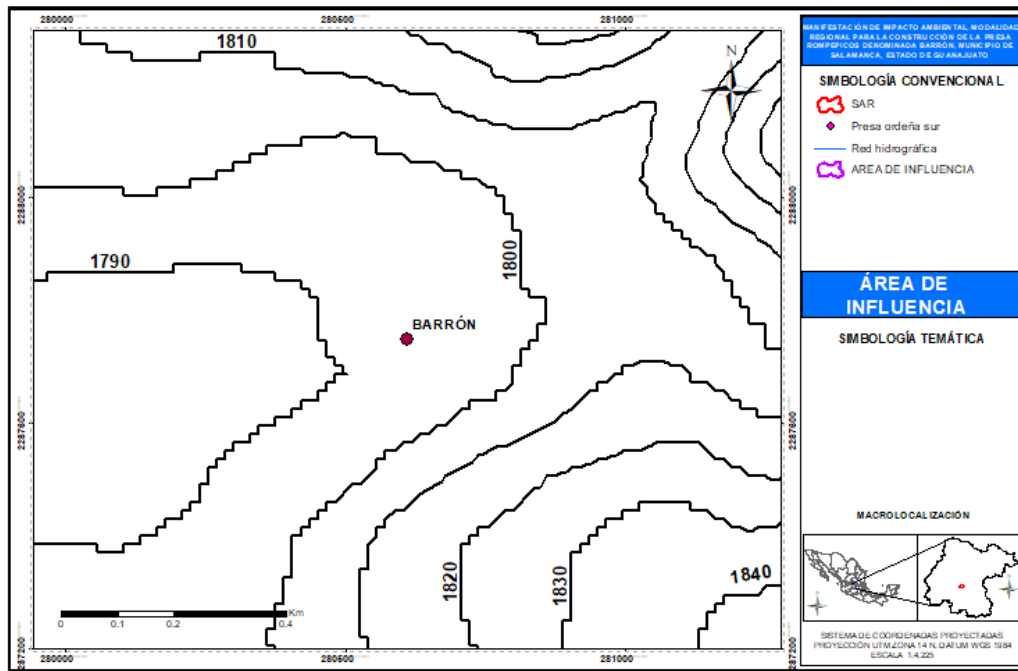 280000
280500
281000
1810
N
2288000
2288000
1790
1800
BARRÓN
2287600
2287600
1820
1830
1840
Km
0
0.1
0.2
0.4
287200
287200
280000
280500
281000
MANIFESTACIÓN DE IMPACTO AMBIENTAL, MODALIDAD
REGIONAL PARA LA CONSTRUCCIÓN DE LA PRESA
ROMPEPICOS DENOMINADA BARRÓN, MUNICIPIO DE
SALAMANCA, ESTADO DE GUANAJUATO
SIMBOLOGÍA CONVENCIONAL
SAR
Presa ordeña sur
Red hidrográfica
AREA DE INFLUENCIA
ÁREA DE
INFLUENCIA
SIMBOLOGÍA TEMÁTICA
MACROLOCALIZACIÓN
SISTEMA DE COORDENADAS PROYECTADAS
PROYECCIÓN UTM ZONA 14 N, DATUM WGS 1984
ESCALA 1:4,225